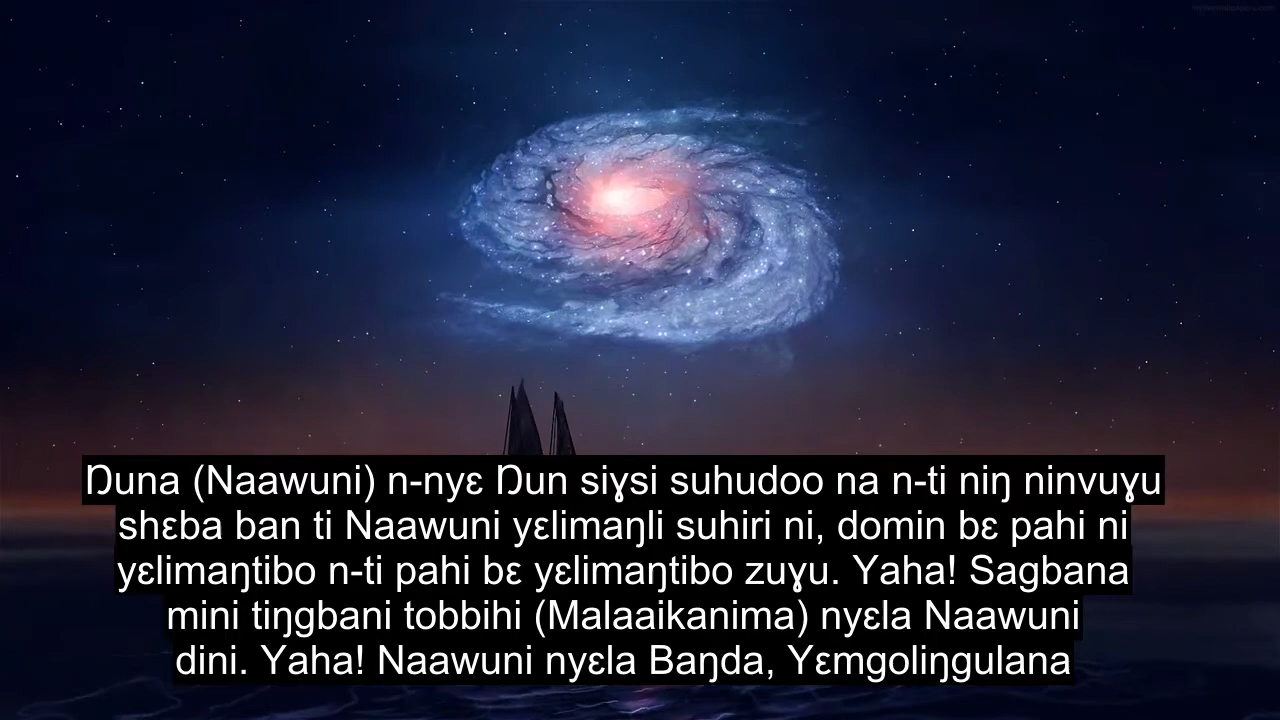 Ŋuna (Naawuni) n-nyɛ Ŋun siɣsi suhudoo na n-ti niŋ ninvuɣu
shɛba ban ti Naawuni yɛlimaŋli suhiri ni, domin bɛ pahi ni
yɛlimaŋtibo n-ti pahi bɛ yɛlimaŋtibo zuɣu. Yaha! Sagbana
mini tiŋgbani tobbihi (Malaaikanima) nyɛla Naawuni
dini. Yaha! Naawuni nyɛla Baŋda, Yɛmgoliŋgulana